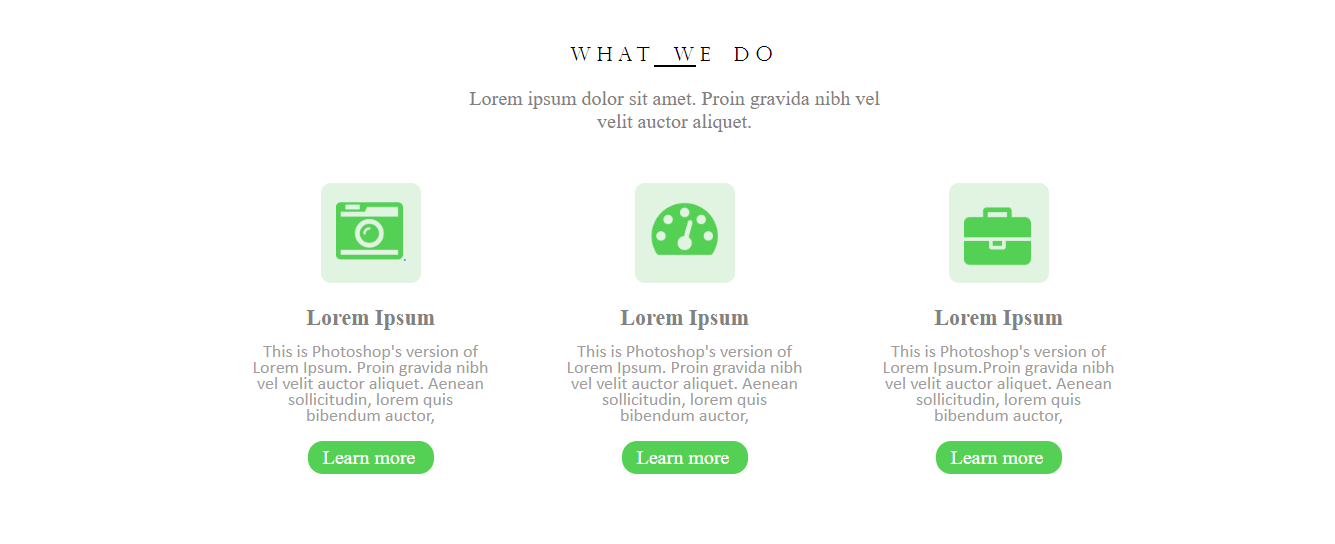 WHAT WE DO
Lorem ipsum dolor sit amet. Proin gravida nibh vel
velit auctor aliquet.
Lorem Ipsum
This is Photoshop's version of
Lorem Ipsum. Proin gravida nibh
vel velit auctor aliquet. Aenean
sollicitudin, lorem quis
bibendum auctor,
Learn more
Lorem Ipsum
This is Photoshop's version of
Lorem Ipsum. Proin gravida nibh
vel velit auctor aliquet. Aenean
sollicitudin, lorem quis
bibendum auctor,
Learn more
Lorem Ipsum
This is Photoshop's version of
Lorem Ipsum.Proin gravida nibh
vel velit auctor aliquet. Aenean
sollicitudin, lorem quis
bibendum auctor,
Learn more